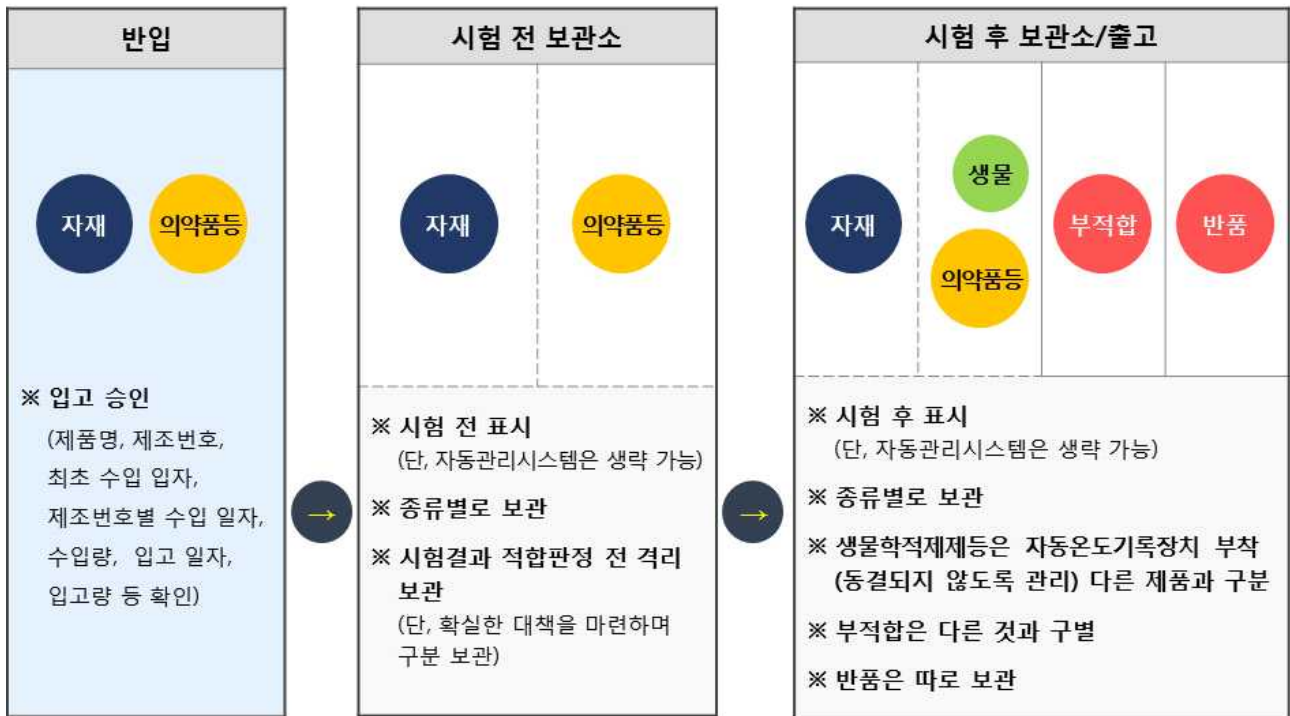 반입
자재
의약품등
※ 입고 승인
(제품명, 제조번호,
최초 수입 입자,
제조번호별 수입 일자,
수입량, 입고 일자,
입고량 등 확인)
→
시험 전 보관소
자재
의약품등
※ 시험 전 표시
(단, 자동관리시스템은 생략 가능)
※ 종류별로 보관
※ 시험결과 적합판정 전 격리
보관
(단, 확실한 대책을 마련하며
구분 보관)
→
시험 후 보관소/출고
자재
생물
의약품등
부적합
반품
※ 시험 후 표시
(단, 자동관리시스템은 생략 가능)
※ 종류별로 보관
※ 생물학적제제등은 자동온도기록장치 부착
(동결되지 않도록 관리) 다른 제품과 구분
※ 부적합은 다른 것과 구별
※ 반품은 따로 보관